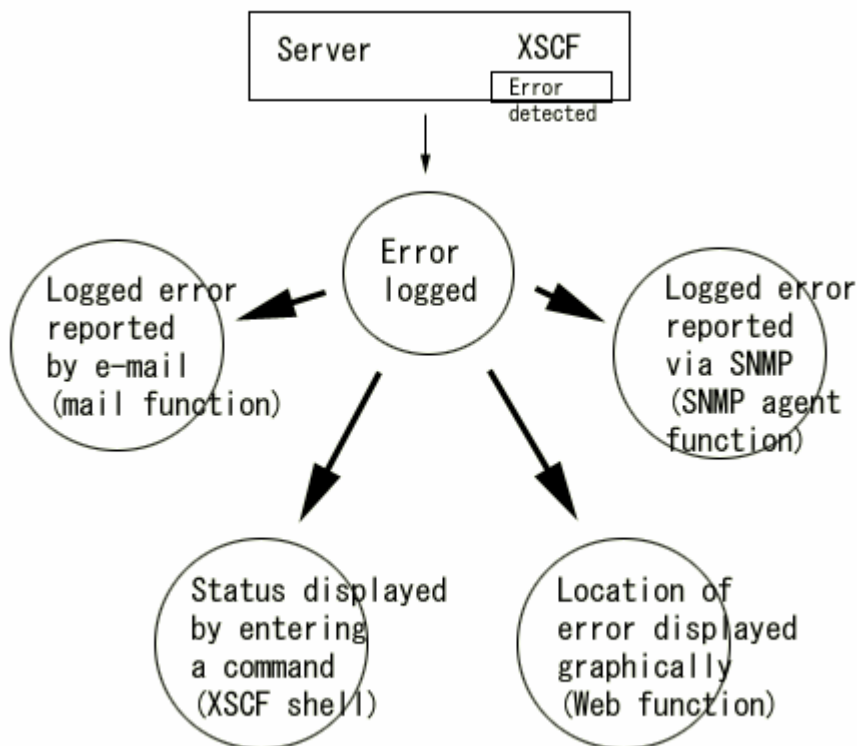 Server
XSCF
Error
detected
Error
logged
Logged error
reported
by e-mail
(mail function)
Logged error
reported
via SNMP
(SNMP agent
function)
Status displayed
by entering
a command
(XSCF shell)
Location of
error displayed
graphically
(Web function)